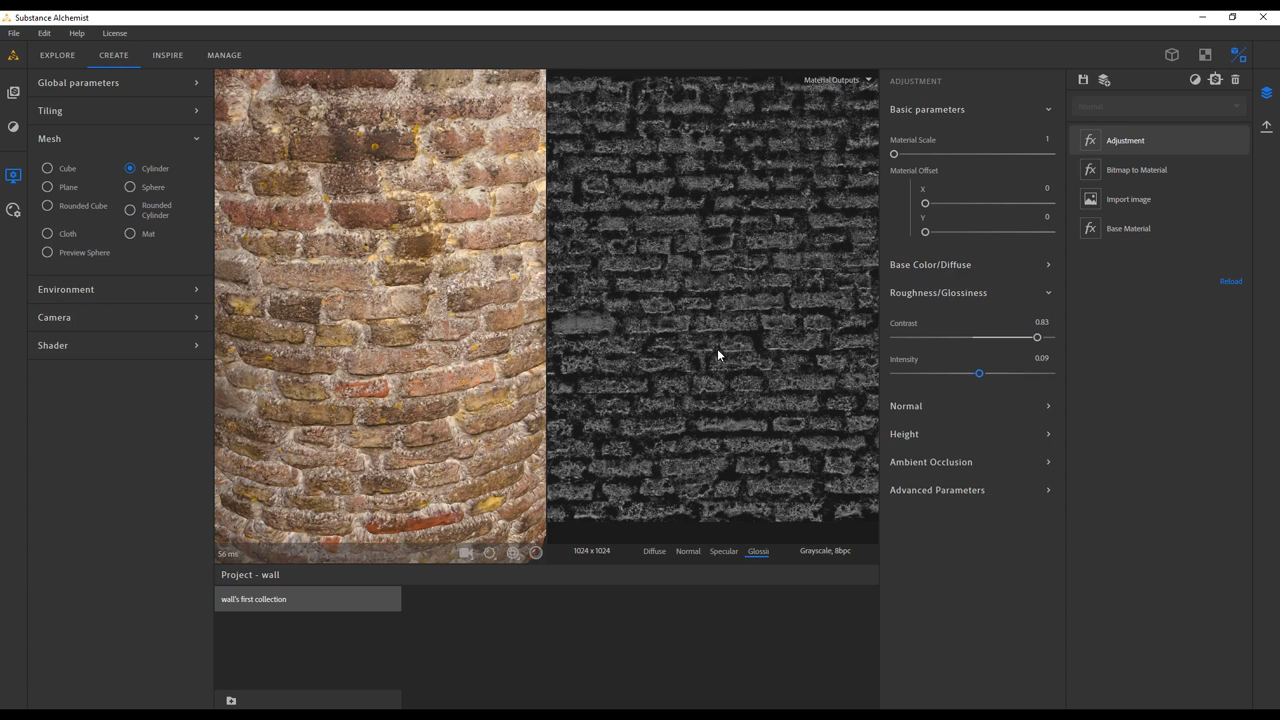 Substance Alchemist
File Edit Help License
EXPLORE CREATE INSPIRE MANAGE
Global parameters
Tiling
Mesh
Cube Cylinder
Plane Sphere
Rounded Cube Rounded
Cylinder
Cloth Mat
Preview Sphere
Environment
Camera
Shader
Material Outputs
56 ms
1024 x 1024 Diffuse Normal Specular Glossi Grayscale, 8bpc
Project - wall
wall's first collection
ADJUSTMENT
Basic parameters
Material Scale 1
Material Offset
X 0
Y 0
Base Color/Diffuse
Roughness/Glossiness
Contrast 0.83
Intensity 0.09
Normal
Height
Ambient Occlusion
Advanced Parameters
Normal
fx Adjustment
fx Bitmap to Material
Import image
fx Base Material
Reload